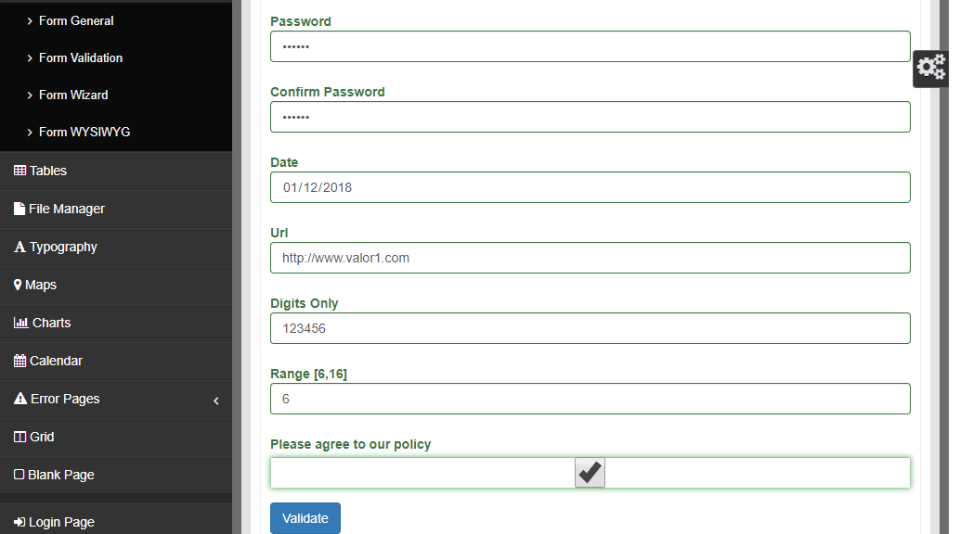 Form General
Form Validation
Form Wizard
Form WYSIWYG
Tables
File Manager
Typography
Maps
Charts
Calendar
Error Pages
Grid
Blank Page
Login Page
Password
••••••
Confirm Password
••••••
Date
01/12/2018
Url
http://www.valor1.com
Digits Only
123456
Range [6,16]
6
Please agree to our policy
Validate